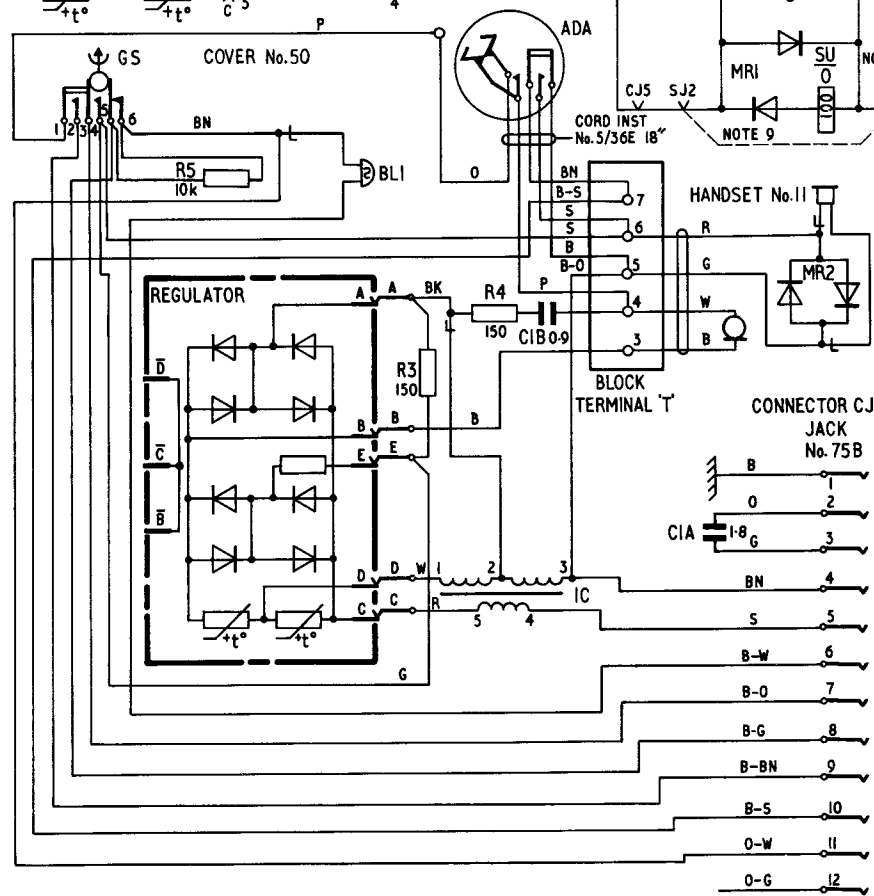 +t° +t° C 3 4
P
GS
COVER No.50
ADA
MR1
SU
0
100
CJ5 SJ2
NOTE 9
CORD INST
No.5/36E 18"
1 2 3 4 5 6
BN
L
BL1
R5
10k
O
BN
B-S
7
S
S
6
B
B-O
5
P
4
3
HANDSET No.11
R
L
G
MR2
W
B
L
REGULATOR
A A BK
L
R4
150
C1B 0·9
R3
150
B B B
E E
D̅
C̅
B̅
D D W 1 2 3
C C R
5 4
IC
+t° +t°
G
BLOCK
TERMINAL 'T'
CONNECTOR CJ
JACK
No. 75B
B 1
O 2
C1A 1·8
G 3
BN 4
S 5
B-W 6
B-O 7
B-G 8
B-BN 9
B-S 10
O-W 11
O-G 12